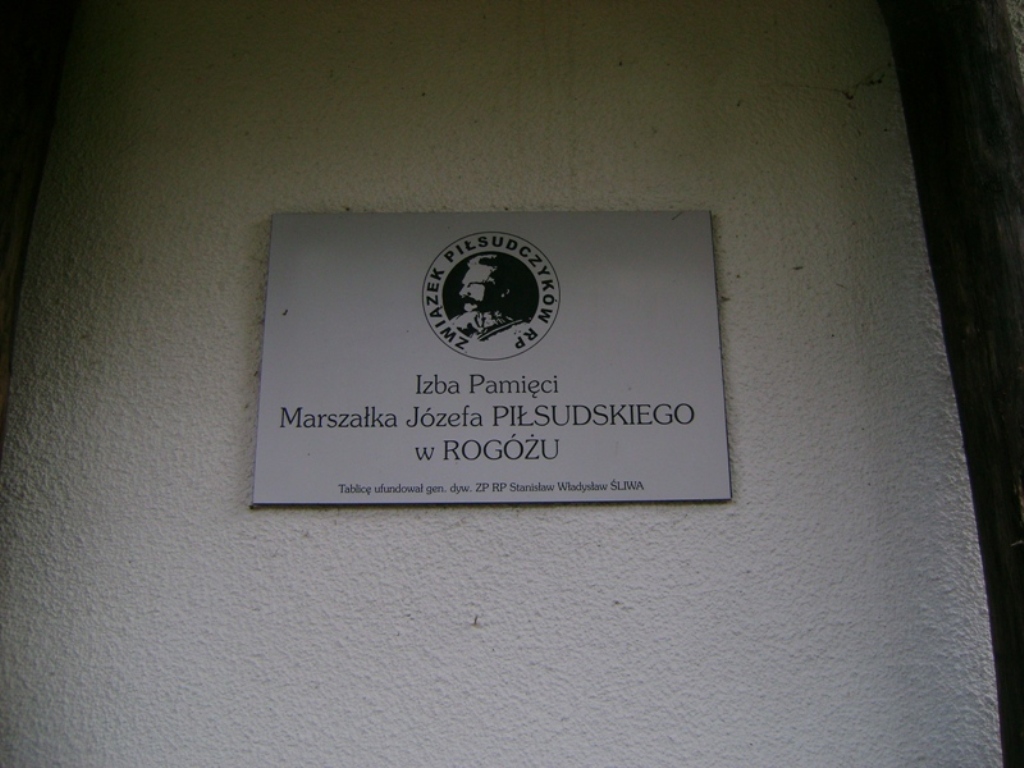 ZWIĄZEK PIŁSUDCZYKÓW RP
Izba Pamięci
Marszałka Józefa PIŁSUDSKIEGO
w ROGÓŻU
Tablicę ufundował gen. dyw. ZP RP Stanisław Władysław ŚLIWA